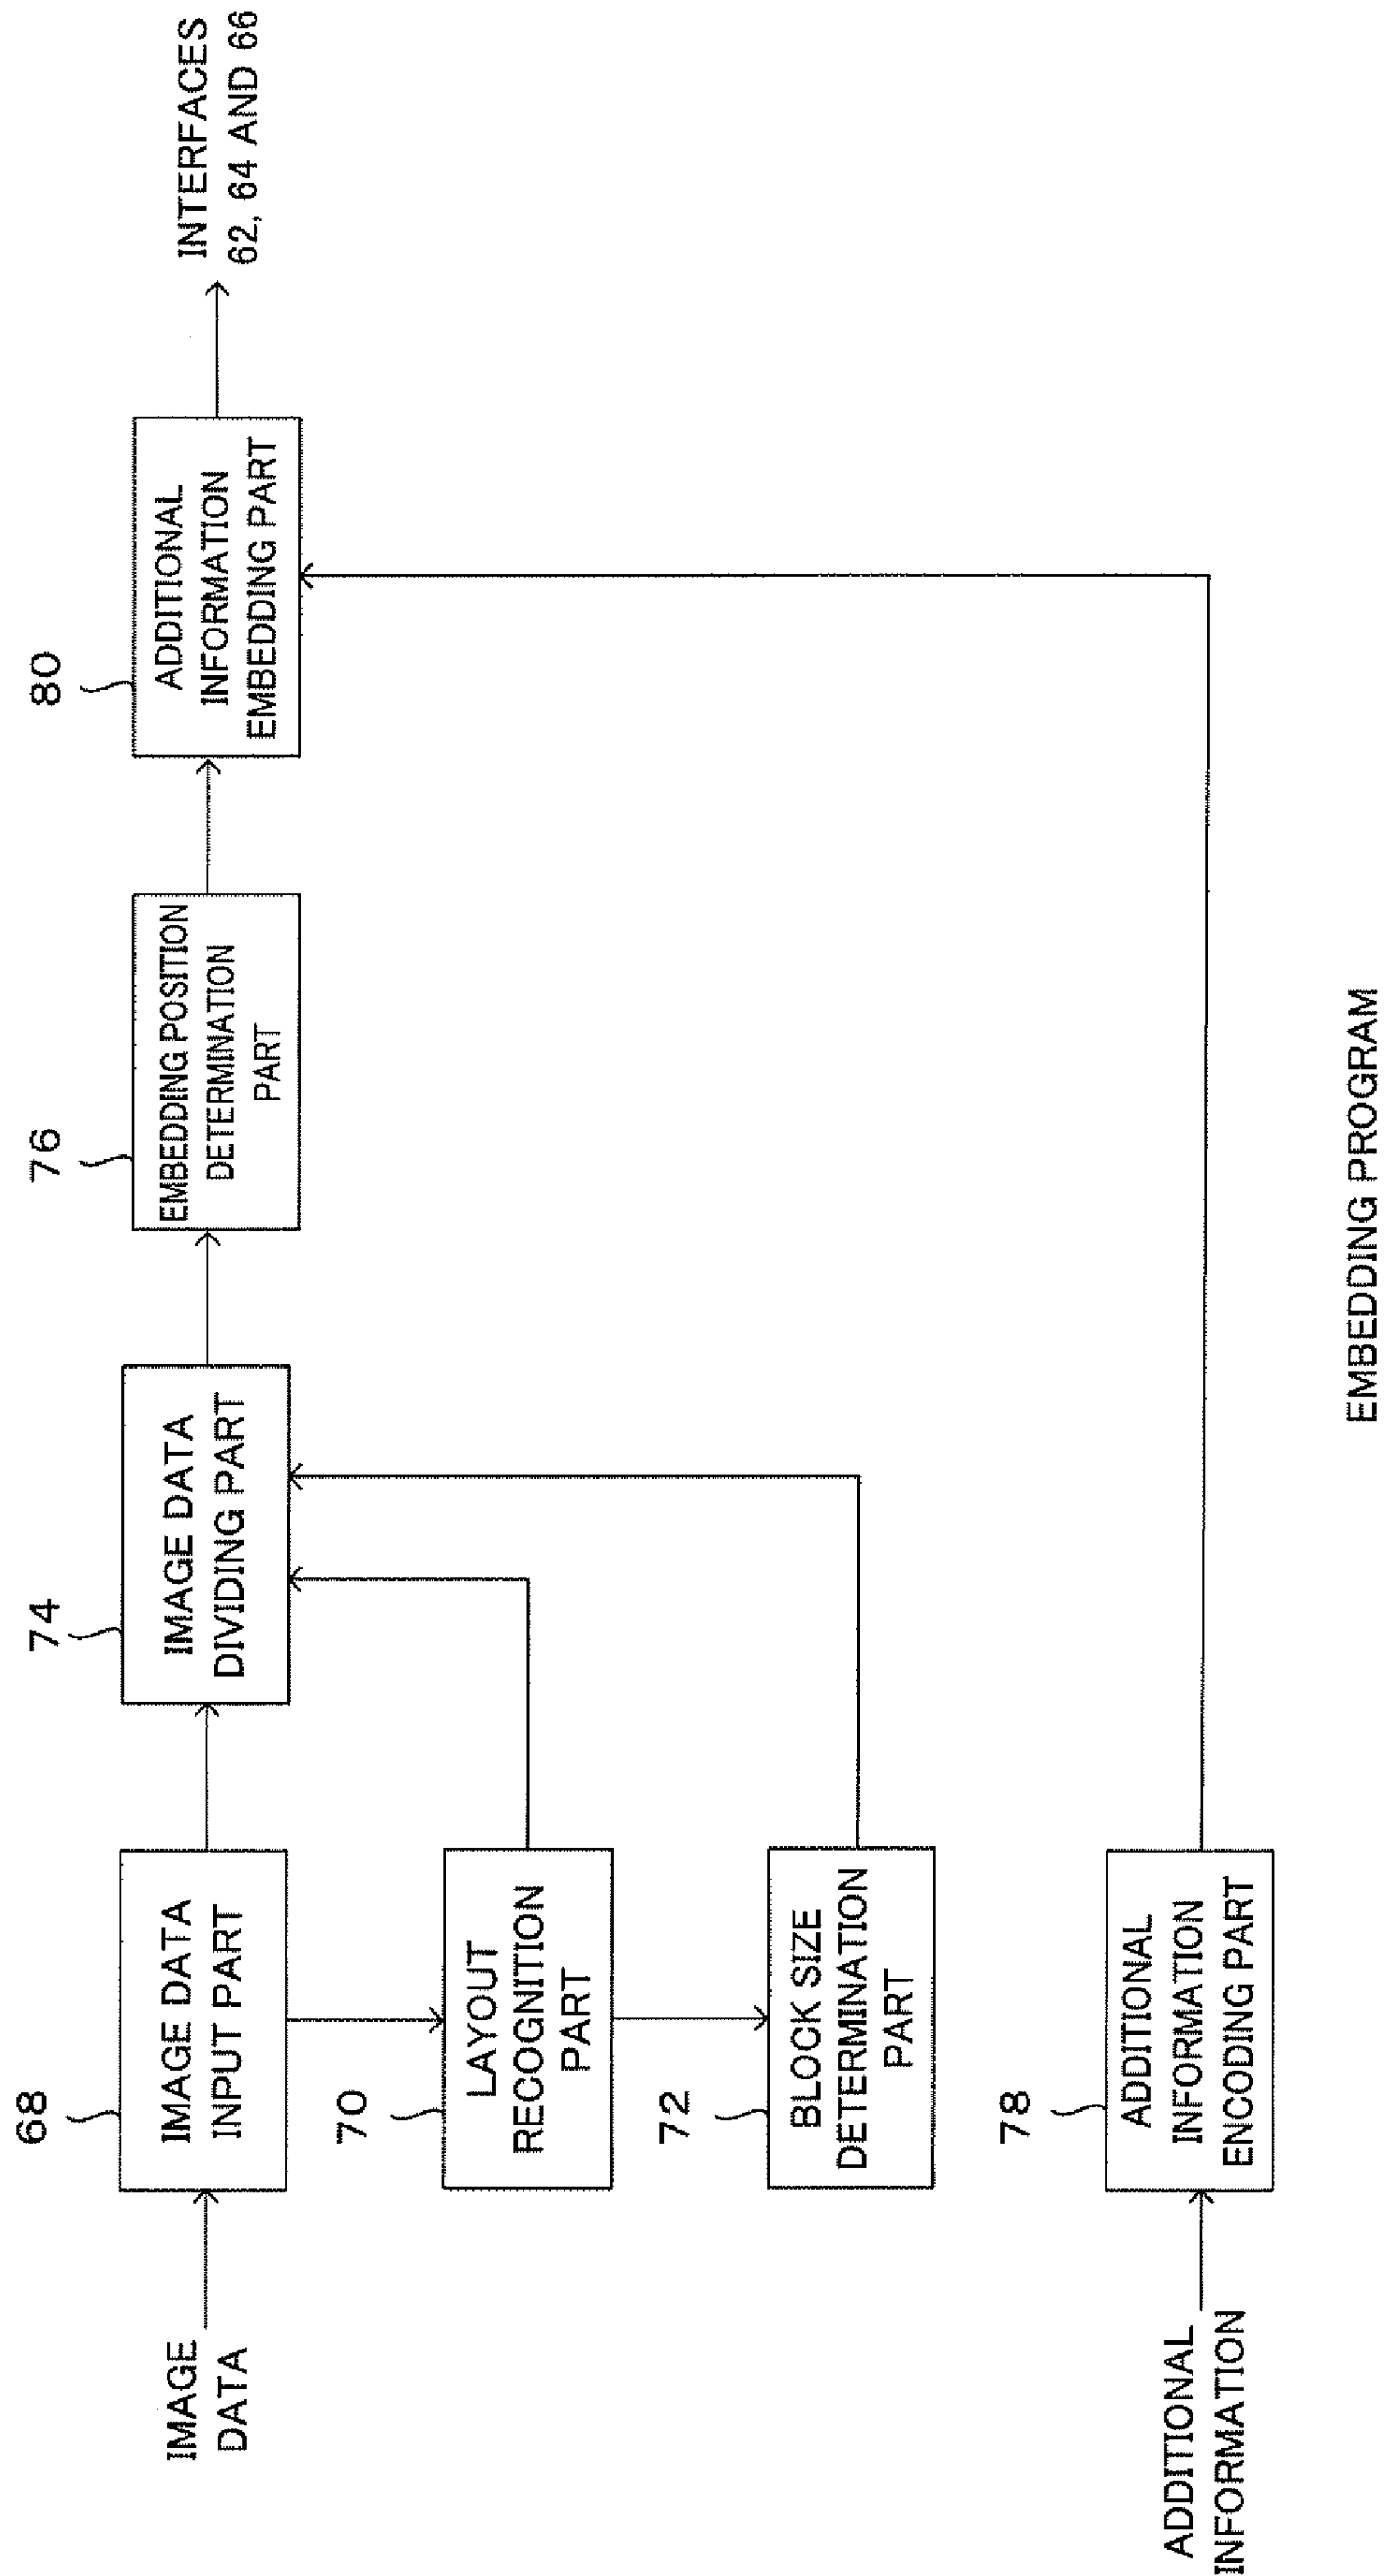 IMAGE
DATA
68
IMAGE DATA
INPUT PART
74
IMAGE DATA
DIVIDING PART
76
EMBEDDING POSITION
DETERMINATION
PART
80
ADDITIONAL
INFORMATION
EMBEDDING PART
INTERFACES
62, 64 AND 66
70
LAYOUT
RECOGNITION
PART
72
BLOCK SIZE
DETERMINATION
PART
ADDITIONAL
INFORMATION
78
ADDITIONAL
INFORMATION
ENCODING PART
EMBEDDING PROGRAM